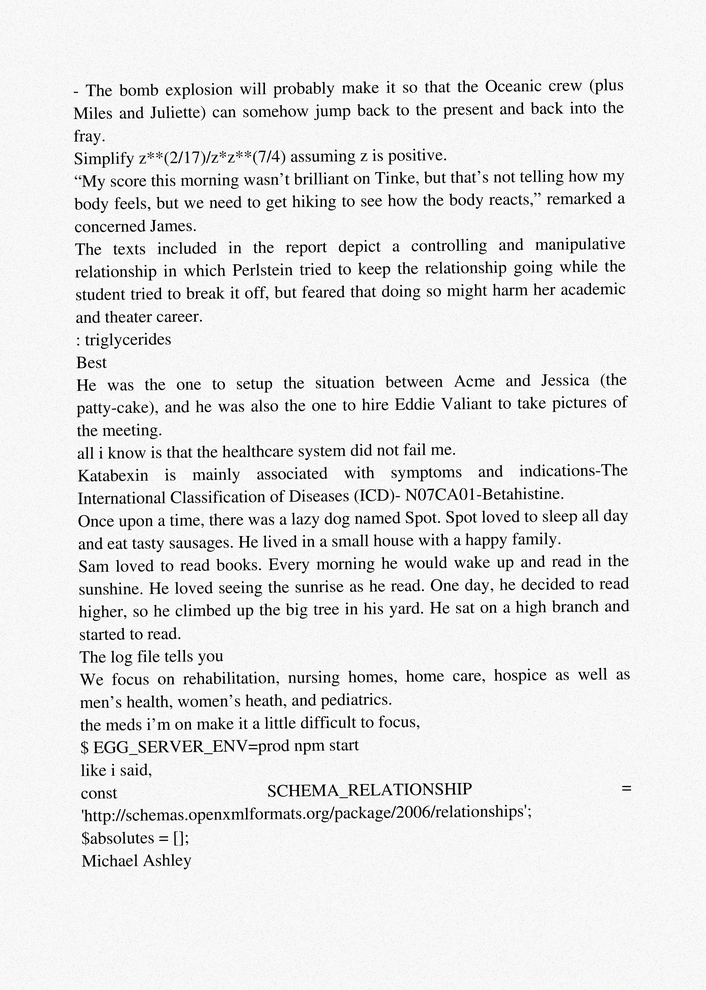 - The bomb explosion will probably make it so that the Oceanic crew (plus
Miles and Juliette) can somehow jump back to the present and back into the
fray.
Simplify z**(2/17)/z*z**(7/4) assuming z is positive.
“My score this morning wasn’t brilliant on Tinke, but that’s not telling how my
body feels, but we need to get hiking to see how the body reacts,” remarked a
concerned James.
The texts included in the report depict a controlling and manipulative
relationship in which Perlstein tried to keep the relationship going while the
student tried to break it off, but feared that doing so might harm her academic
and theater career.
: triglycerides
Best
He was the one to setup the situation between Acme and Jessica (the
patty-cake), and he was also the one to hire Eddie Valiant to take pictures of
the meeting.
all i know is that the healthcare system did not fail me.
Katabexin is mainly associated with symptoms and indications-The
International Classification of Diseases (ICD)- N07CA01-Betahistine.
Once upon a time, there was a lazy dog named Spot. Spot loved to sleep all day
and eat tasty sausages. He lived in a small house with a happy family.
Sam loved to read books. Every morning he would wake up and read in the
sunshine. He loved seeing the sunrise as he read. One day, he decided to read
higher, so he climbed up the big tree in his yard. He sat on a high branch and
started to read.
The log file tells you
We focus on rehabilitation, nursing homes, home care, hospice as well as
men’s health, women’s heath, and pediatrics.
the meds i’m on make it a little difficult to focus,
$ EGG_SERVER_ENV=prod npm start
like i said,
const SCHEMA_RELATIONSHIP =
'http://schemas.openxmlformats.org/package/2006/relationships';
$absolutes = [];
Michael Ashley